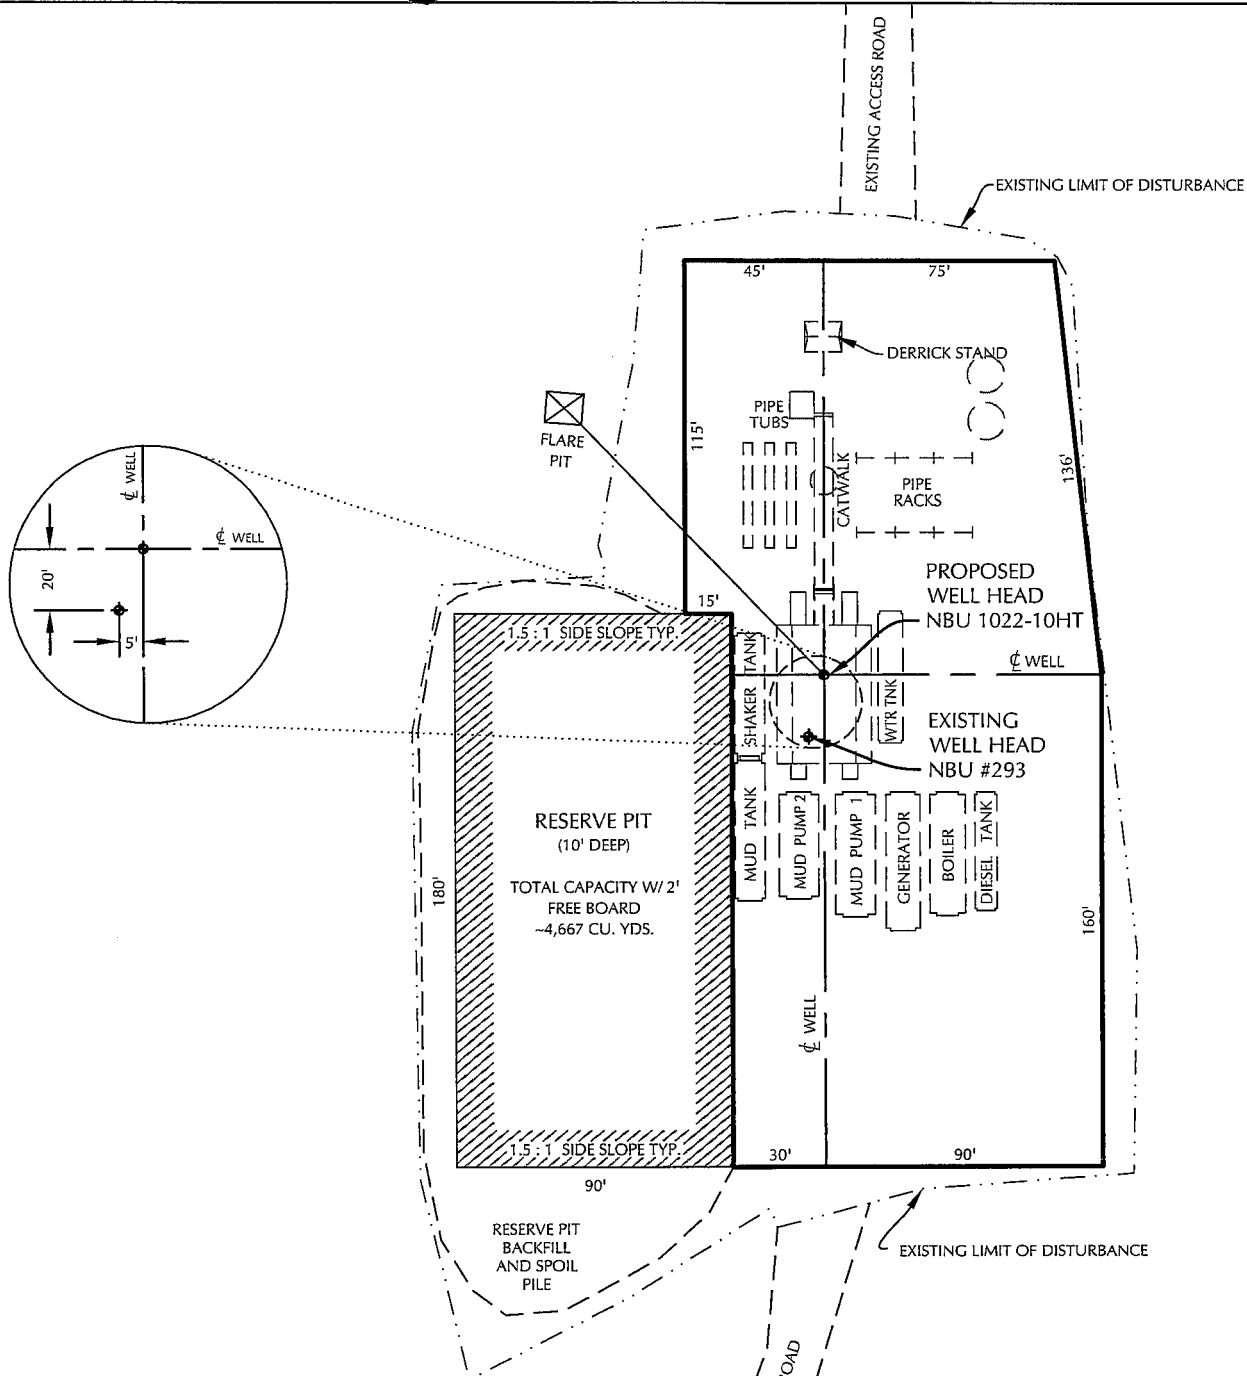 EXISTING ACCESS ROAD
EXISTING LIMIT OF DISTURBANCE
45'
75'
DERRICK STAND
PIPE
TUBS
FLARE
PIT
115'
CATWALK
PIPE
RACKS
136'
℄ WELL
℄ WELL
20'
5'
PROPOSED
WELL HEAD
NBU 1022-10HT
15'
1.5 : 1 SIDE SLOPE TYP.
SHAKER TANK
WTR TNK
℄ WELL
EXISTING
WELL HEAD
NBU #293
RESERVE PIT
(10' DEEP)
TOTAL CAPACITY W/ 2'
FREE BOARD
~4,667 CU. YDS.
180'
MUD TANK
MUD PUMP 2
MUD PUMP 1
GENERATOR
BOILER
DIESEL TANK
160'
℄ WELL
1.5 : 1 SIDE SLOPE TYP.
30'
90'
90'
RESERVE PIT
BACKFILL
AND SPOIL
PILE
EXISTING LIMIT OF DISTURBANCE
OAD